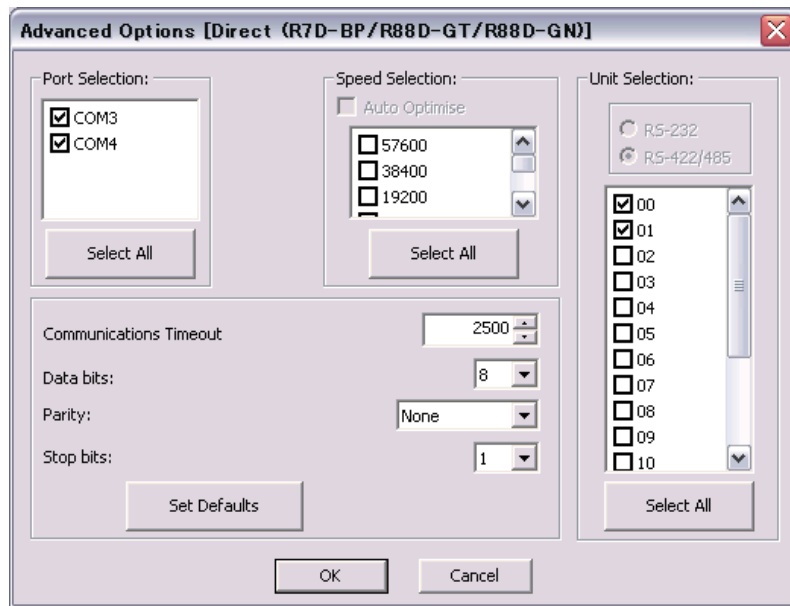 Advanced Options [Direct (R7D-BP/R88D-GT/R88D-GN)]
Port Selection:
COM3
COM4
Select All
Speed Selection:
Auto Optimise
57600
38400
19200
Select All
Unit Selection:
RS-232
RS-422/485
00
01
02
03
04
05
06
07
08
09
10
Select All
Communications Timeout 2500
Data bits: 8
Parity: None
Stop bits: 1
Set Defaults
OK Cancel